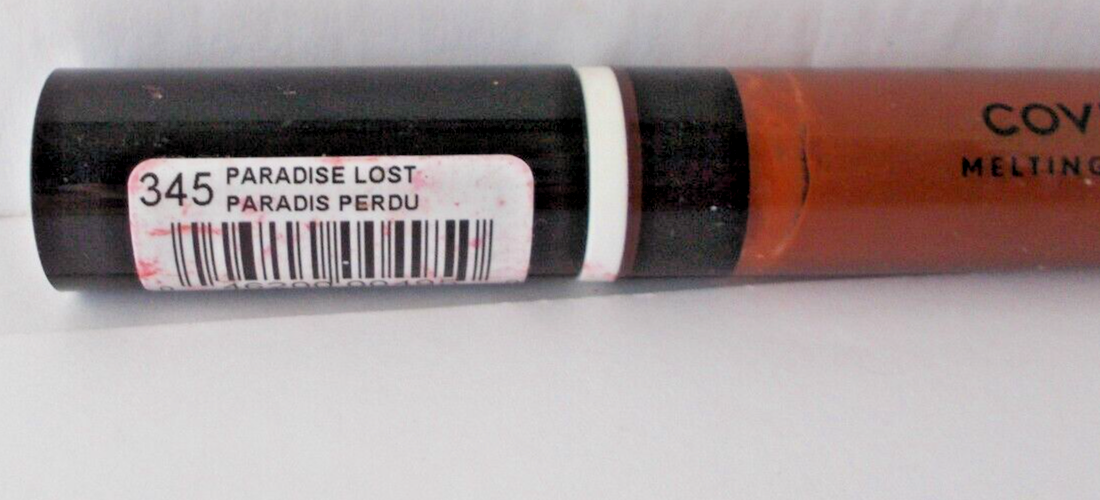 345 PARADISE LOST
PARADIS PERDU
COV
MELTING